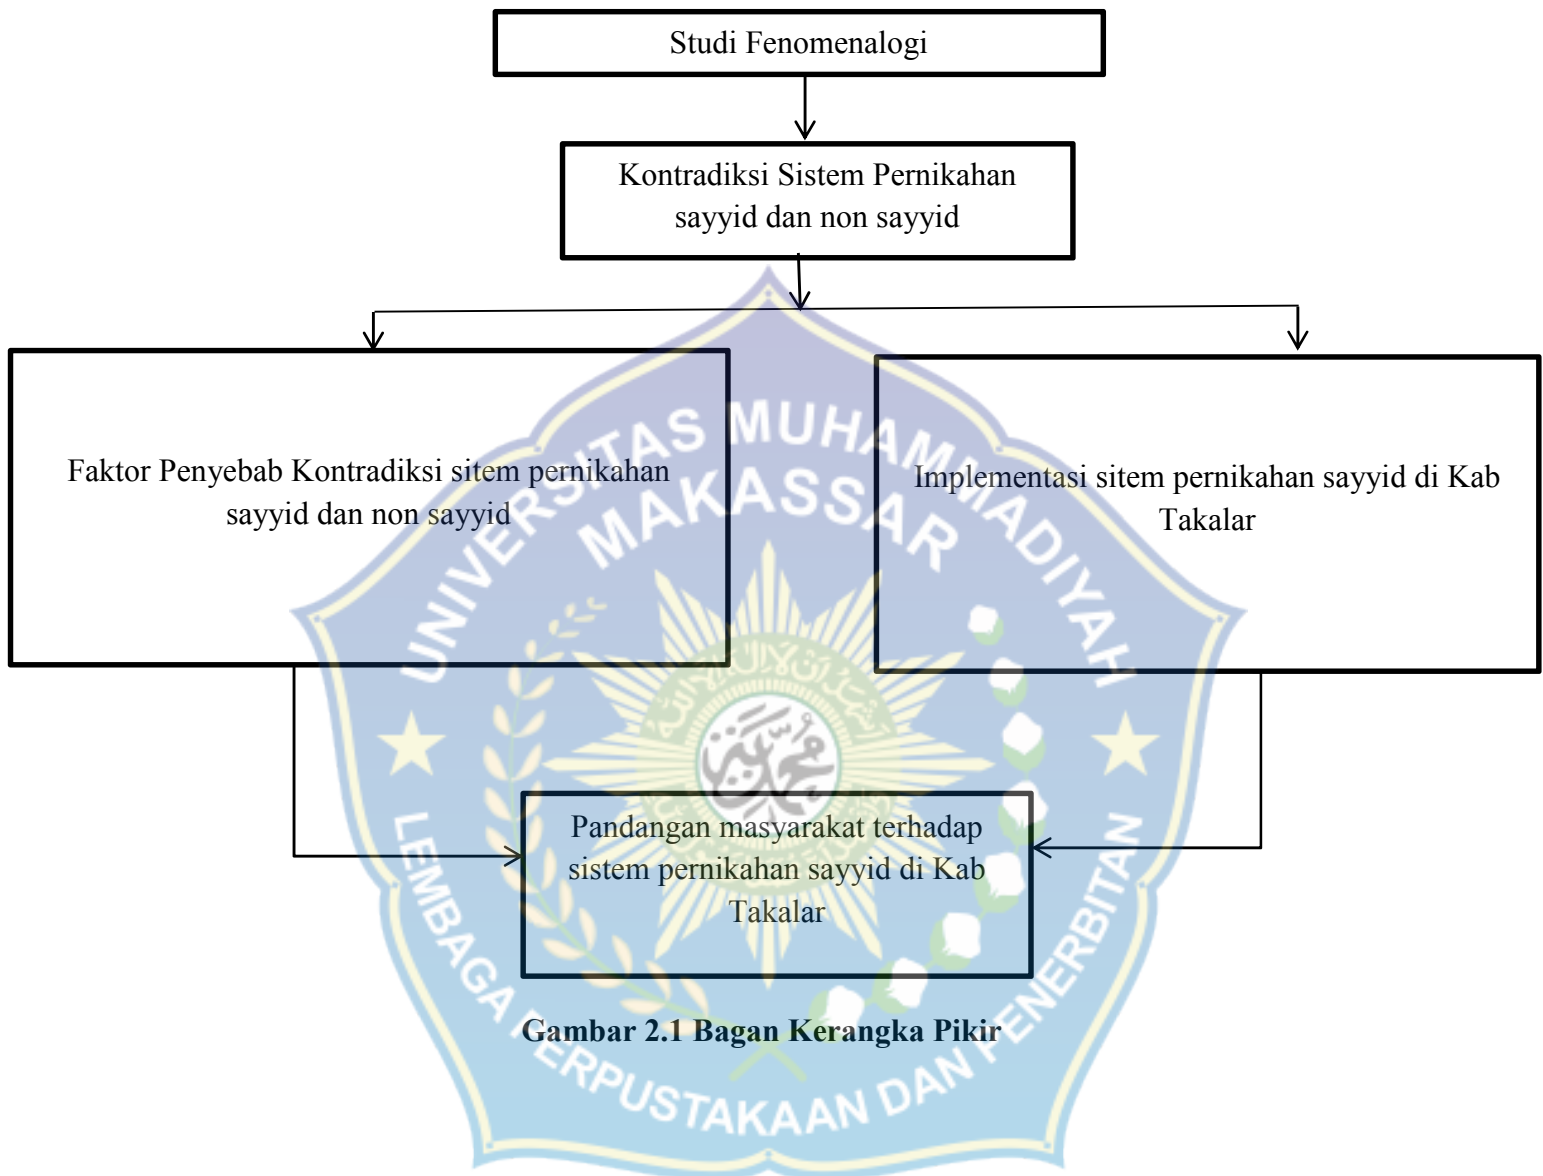 Studi Fenomenalogi
Kontradiksi Sistem Pernikahan
sayyid dan non sayyid
Faktor Penyebab Kontradiksi sitem pernikahan
sayyid dan non sayyid
Implementasi sitem pernikahan sayyid di Kab
Takalar
UNIVERSITAS MUHAMMADIYAH
MAKASSAR
محمد
Pandangan masyarakat terhadap
sistem pernikahan sayyid di Kab
Takalar
Gambar 2.1 Bagan Kerangka Pikir
LEMBAGA PERPUSTAKAAN DAN PENERBITAN